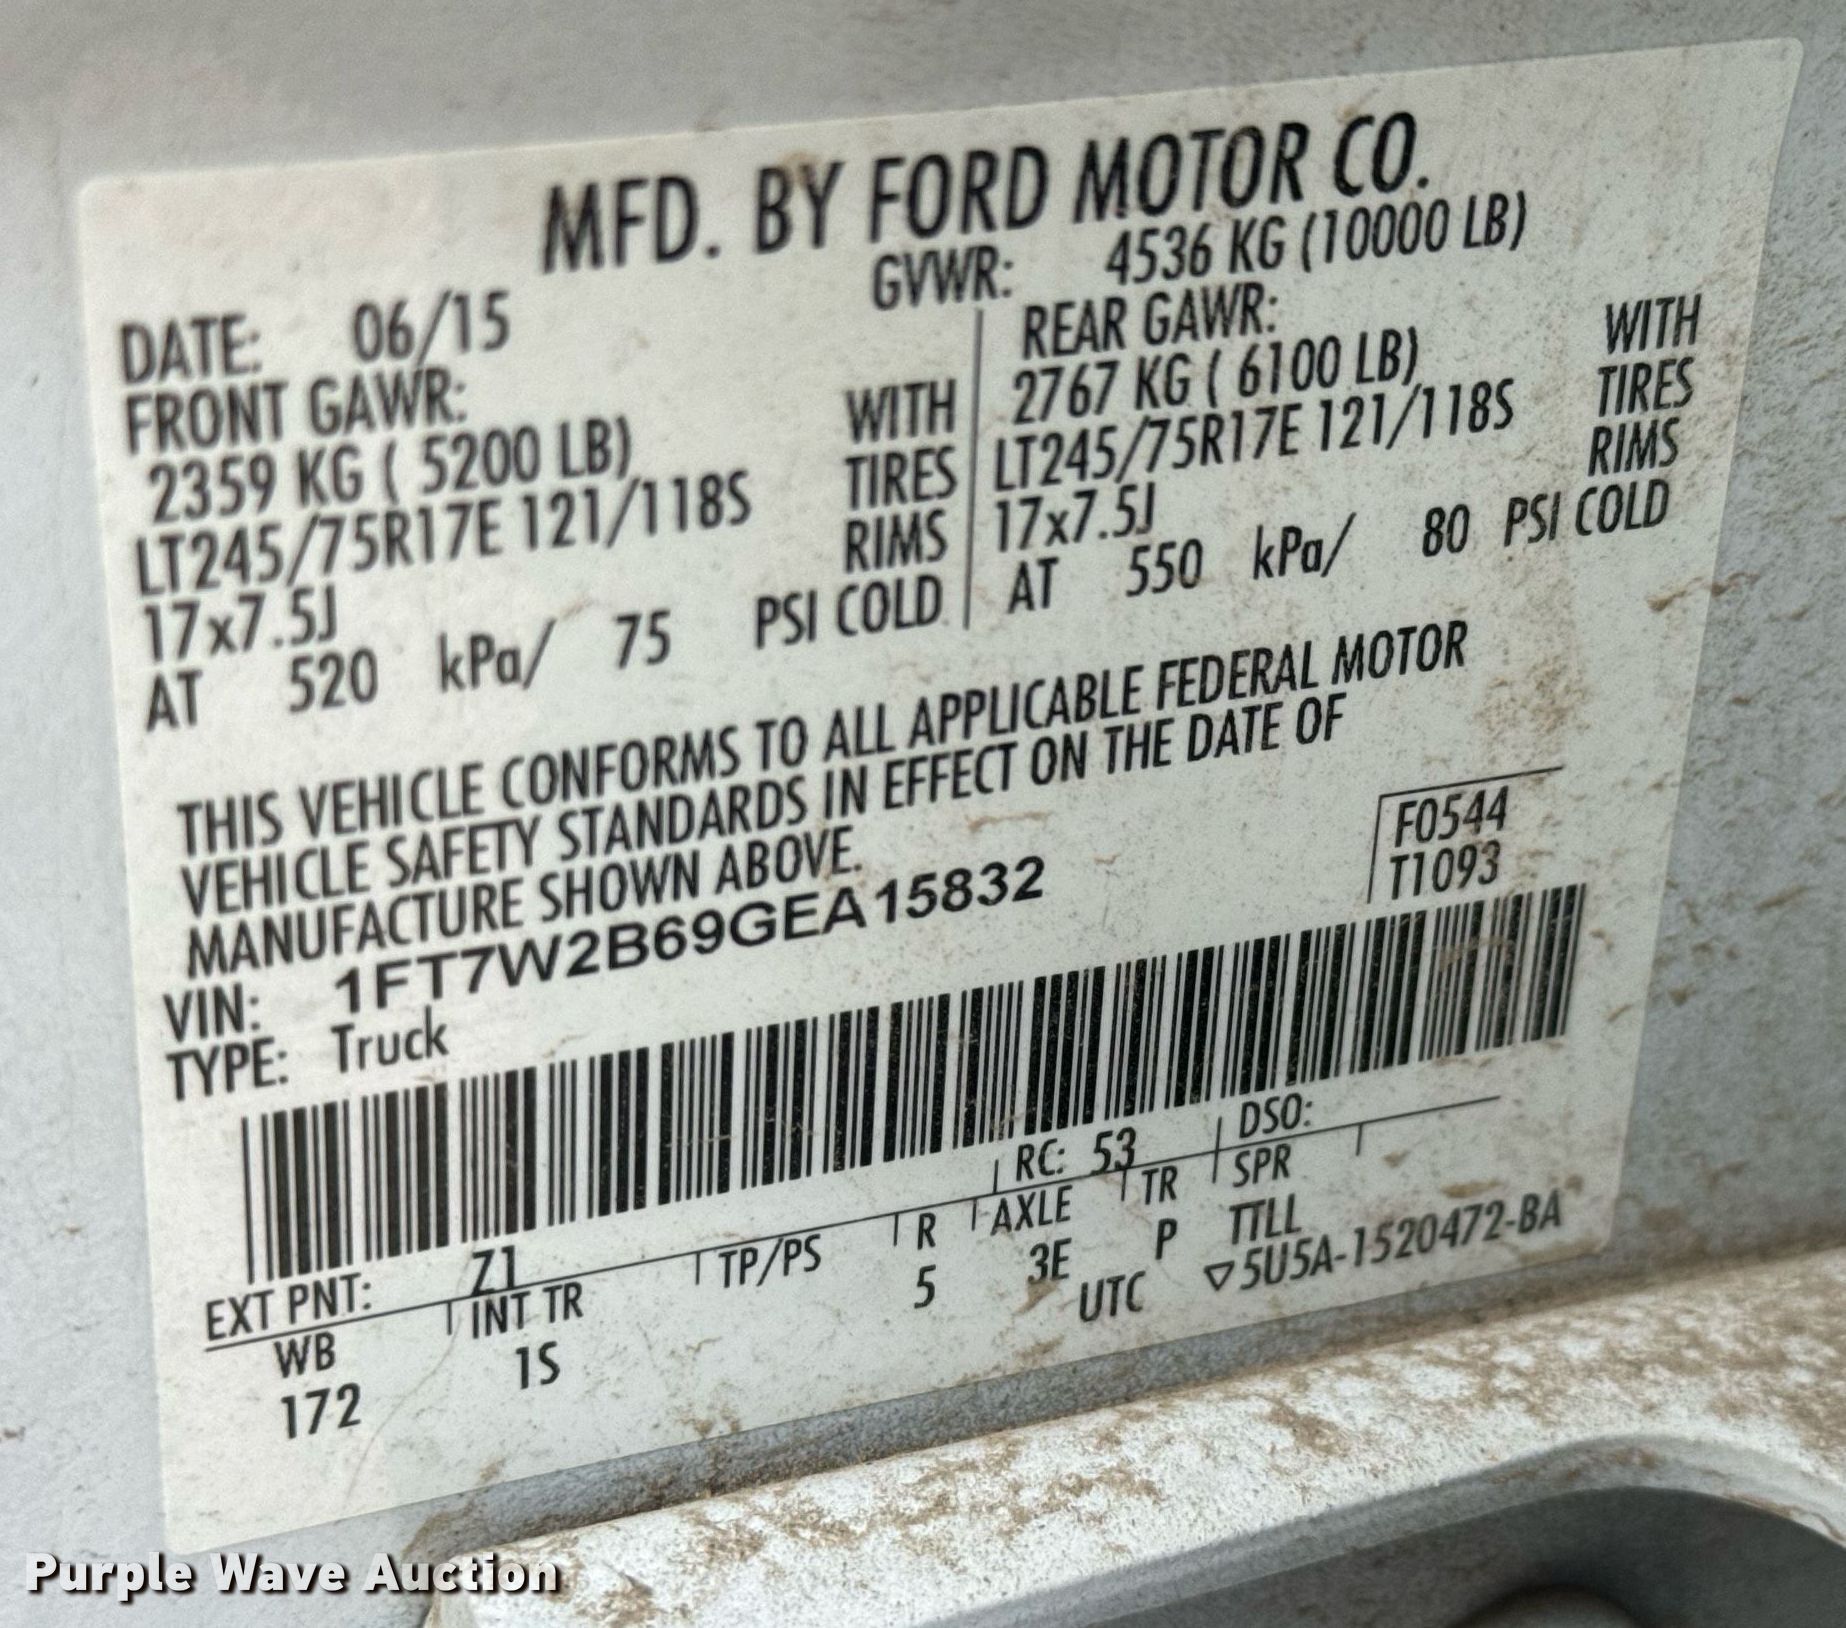 MFD. BY FORD MOTOR CO.
DATE: 06/15 GVWR: 4536 KG (10000 LB)
FRONT GAWR:
2359 KG ( 5200 LB) WITH
LT245/75R17E 121/118S TIRES
17x7.5J RIMS
AT 520 kPa/ 75 PSI COLD
REAR GAWR:
2767 KG ( 6100 LB) WITH
LT245/75R17E 121/118S TIRES
17x7.5J RIMS
AT 550 kPa/ 80 PSI COLD
THIS VEHICLE CONFORMS TO ALL APPLICABLE FEDERAL MOTOR
VEHICLE SAFETY STANDARDS IN EFFECT ON THE DATE OF
MANUFACTURE SHOWN ABOVE.
VIN: 1FT7W2B69GEA15832
TYPE: Truck
F0544
T1093
EXT PNT: Z1 RC: 53 DSO:
WB INT TR TP/PS R AXLE TR SPR
172 1S 5 3E P TTLL
UTC ▽5U5A-1520472-BA
Purple Wave Auction